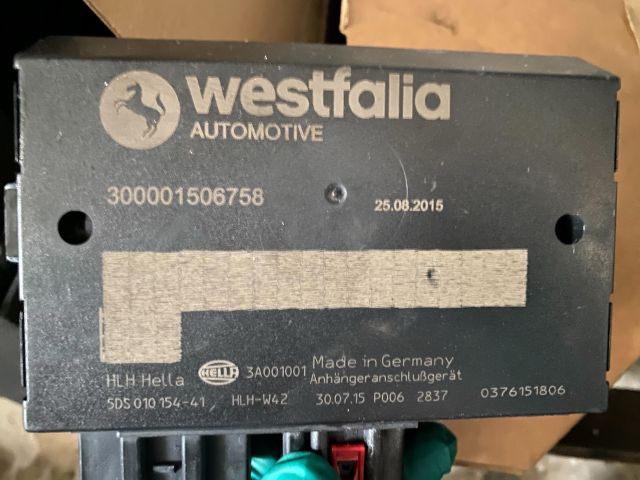 westfalia
AUTOMOTIVE
300001506758
25.08.2015
HLH Hella HELLA 3A001001 Made in Germany
Anhängeranschlußgerät
5DS 010 154-41 HLH-W42 30.07.15 P006 2837 0376151806